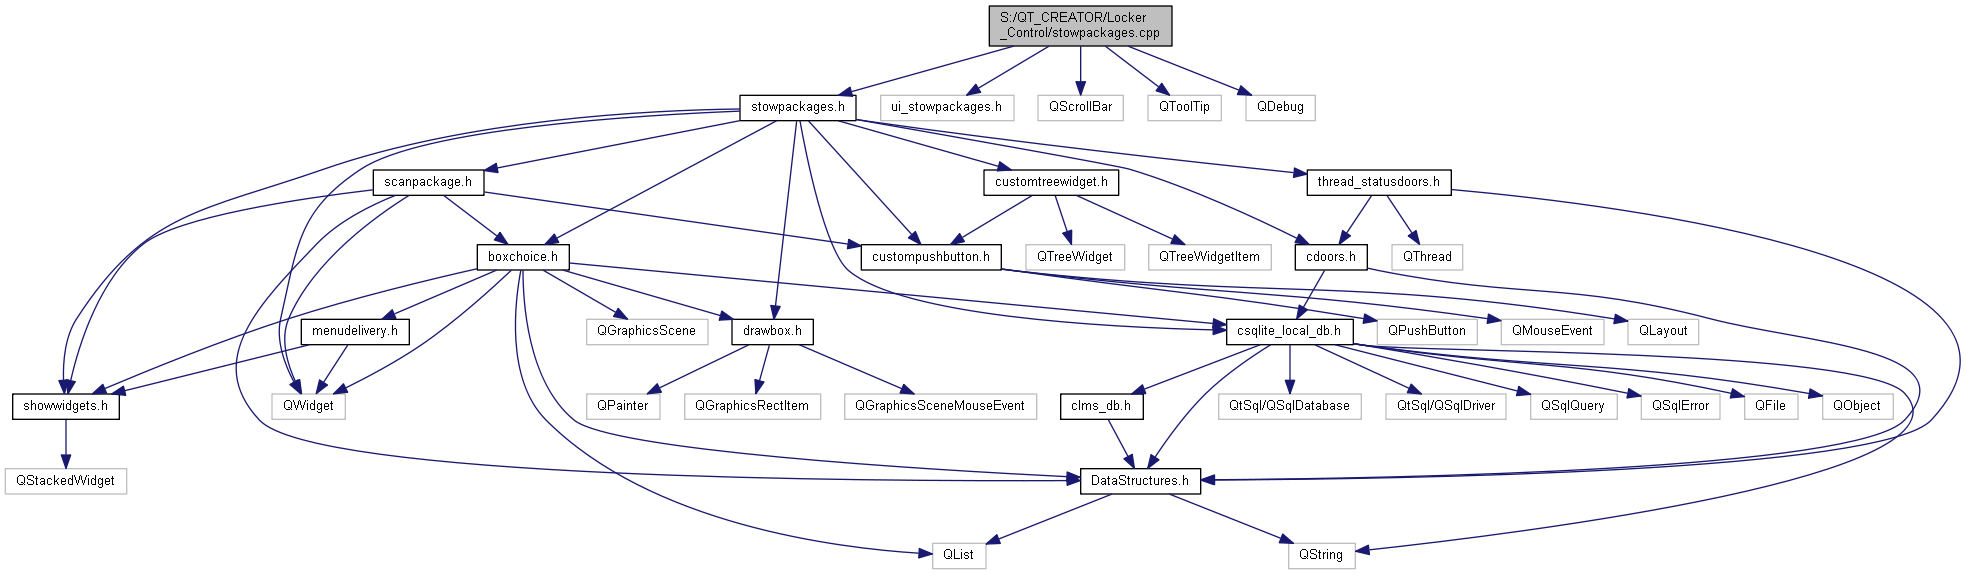 S:/QT_CREATOR/Locker
_Control/stowpackages.cpp
stowpackages.h
ui_stowpackages.h
QScrollBar
QToolTip
QDebug
scanpackage.h
customtreewidget.h
thread_statusdoors.h
boxchoice.h
custompushbutton.h
QTreeWidget
QTreeWidgetItem
cdoors.h
QThread
menudelivery.h
QGraphicsScene
drawbox.h
csqlite_local_db.h
QPushButton
QMouseEvent
QLayout
showwidgets.h
QWidget
QPainter
QGraphicsRectItem
QGraphicsSceneMouseEvent
clms_db.h
QtSql/QSqlDatabase
QtSql/QSqlDriver
QSqlQuery
QSqlError
QFile
QObject
QStackedWidget
DataStructures.h
QList
QString